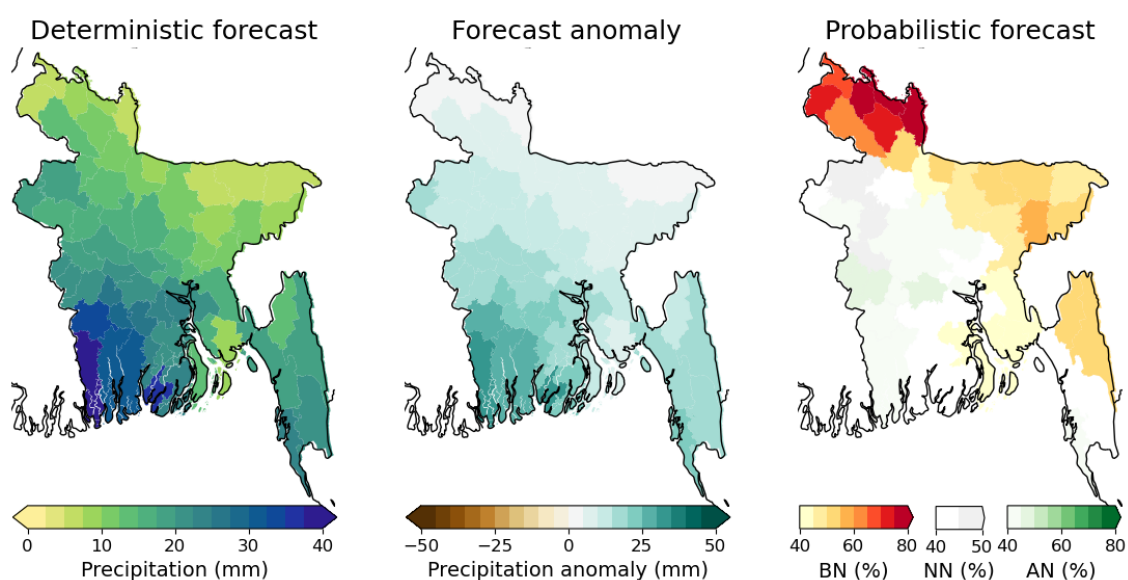 Deterministic forecast
Forecast anomaly
Probabilistic forecast
0 10 20 30 40
Precipitation (mm)
−50 −25 0 25 50
Precipitation anomaly (mm)
40 60 80
BN (%)
40 50
NN (%)
40 60 80
AN (%)